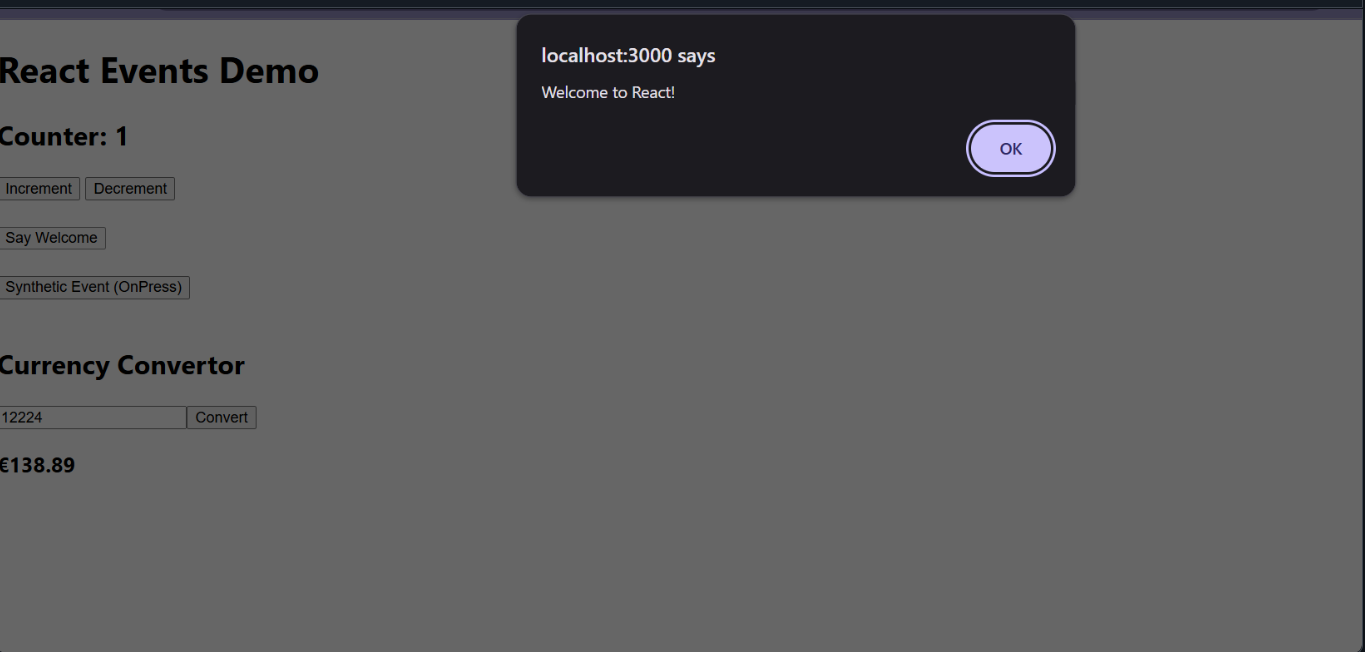 localhost:3000 says
Welcome to React!
OK
React Events Demo
Counter: 1
Increment Decrement
Say Welcome
Synthetic Event (OnPress)
Currency Convertor
12224 Convert
€138.89